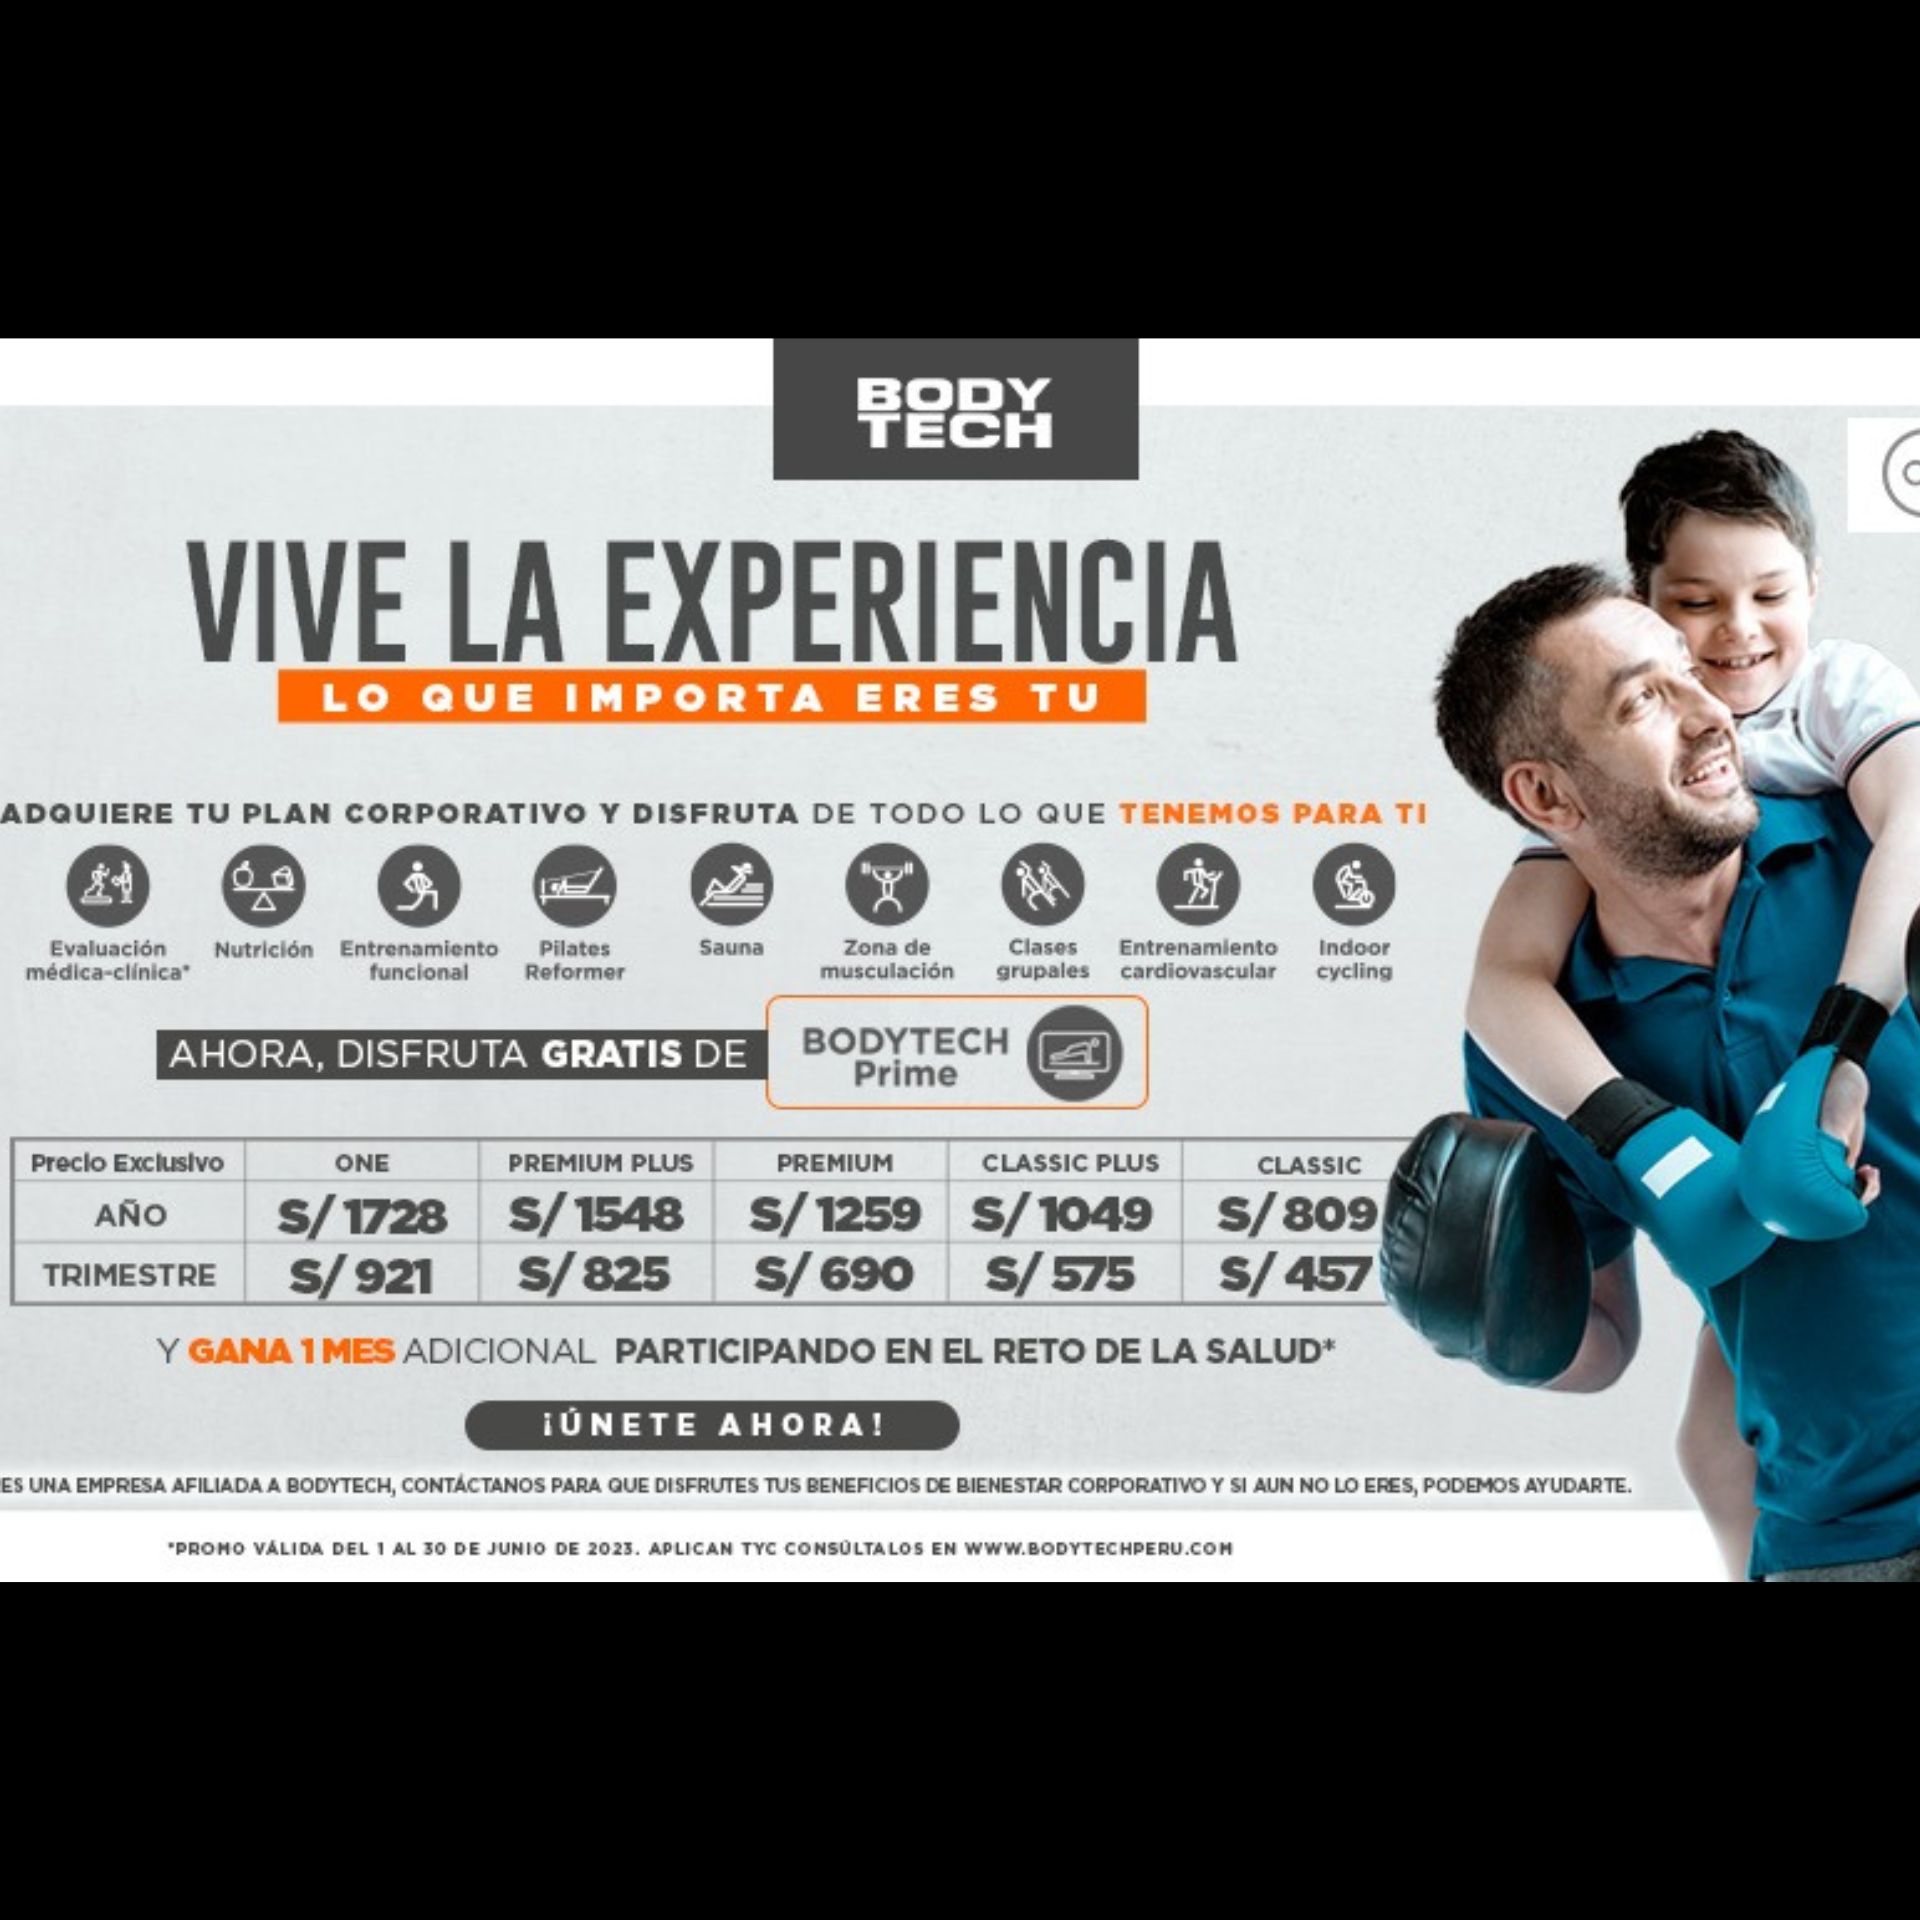 BODY
TECH
VIVE LA EXPERIENCIA
LO QUE IMPORTA ERES TU
ADQUIERE TU PLAN CORPORATIVO Y DISFRUTA DE TODO LO QUE TENEMOS PARA TI
Evaluación médica-clínica*
Nutrición
Entrenamiento funcional
Pilates Reformer
Sauna
Zona de musculación
Clases grupales
Entrenamiento cardiovascular
Indoor cycling
AHORA, DISFRUTA GRATIS DE
BODYTECH
Prime
Precio Exclusivo ONE PREMIUM PLUS PREMIUM CLASSIC PLUS CLASSIC
AÑO S/1728 S/1548 S/1259 S/1049 S/809
TRIMESTRE S/921 S/825 S/690 S/575 S/457
Y GANA 1 MES ADICIONAL PARTICIPANDO EN EL RETO DE LA SALUD*
¡ÚNETE AHORA!
ES UNA EMPRESA AFILIADA A BODYTECH, CONTÁCTANOS PARA QUE DISFRUTES TUS BENEFICIOS DE BIENESTAR CORPORATIVO Y SI AUN NO LO ERES, PODEMOS AYUDARTE.
*PROMO VÁLIDA DEL 1 AL 30 DE JUNIO DE 2023. APLICAN TYC CONSÚLTALOS EN WWW.BODYTECHPERU.COM